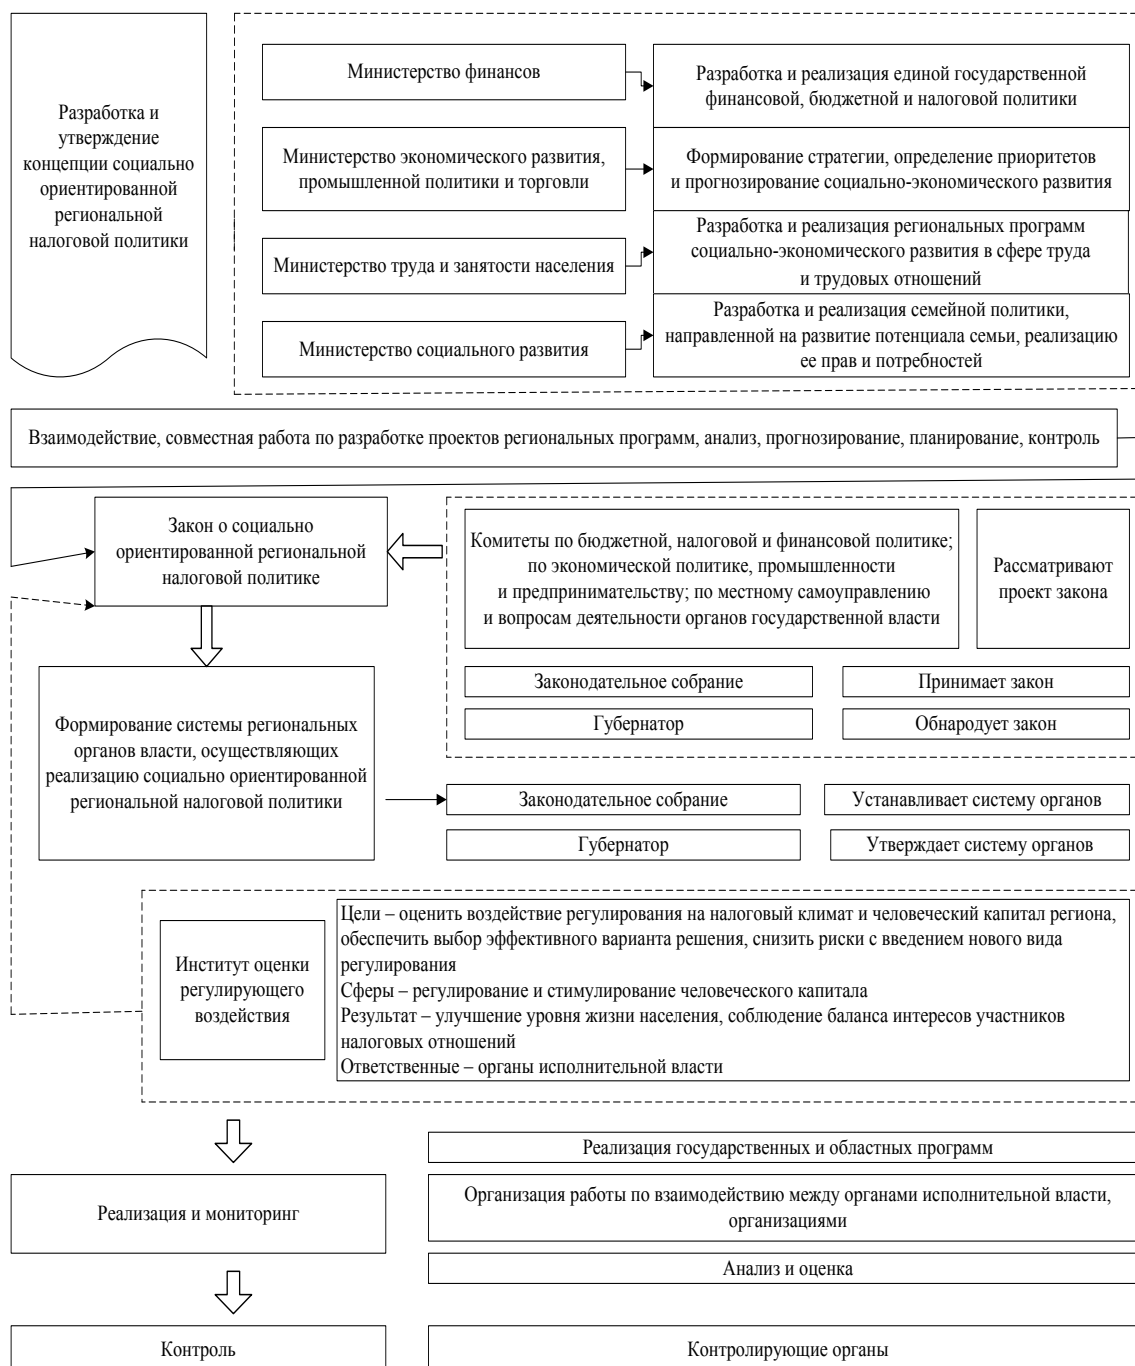 Разработка и
утверждение
концепции социально
ориентированной
региональной
налоговой политики
Министерство финансов
Разработка и реализация единой государственной
финансовой, бюджетной и налоговой политики
Министерство экономического развития,
промышленной политики и торговли
Формирование стратегии, определение приоритетов
и прогнозирование социально-экономического развития
Министерство труда и занятости населения
Разработка и реализация региональных программ
социально-экономического развития в сфере труда
и трудовых отношений
Министерство социального развития
Разработка и реализация семейной политики,
направленной на развитие потенциала семьи, реализацию
ее прав и потребностей
Взаимодействие, совместная работа по разработке проектов региональных программ, анализ, прогнозирование, планирование, контроль
Закон о социально
ориентированной региональной
налоговой политике
Комитеты по бюджетной, налоговой и финансовой политике;
по экономической политике, промышленности
и предпринимательству; по местному самоуправлению
и вопросам деятельности органов государственной власти
Рассматривают
проект закона
Законодательное собрание
Принимает закон
Губернатор
Обнародует закон
Формирование системы региональных
органов власти, осуществляющих
реализацию социально ориентированной
региональной налоговой политики
Законодательное собрание
Устанавливает систему органов
Губернатор
Утверждает систему органов
Институт оценки
регулирующего
воздействия
Цели – оценить воздействие регулирования на налоговый климат и человеческий капитал региона,
обеспечить выбор эффективного варианта решения, снизить риски с введением нового вида
регулирования
Сферы – регулирование и стимулирование человеческого капитала
Результат – улучшение уровня жизни населения, соблюдение баланса интересов участников
налоговых отношений
Ответственные – органы исполнительной власти
Реализация и мониторинг
Реализация государственных и областных программ
Организация работы по взаимодействию между органами исполнительной власти,
организациями
Анализ и оценка
Контроль
Контролирующие органы